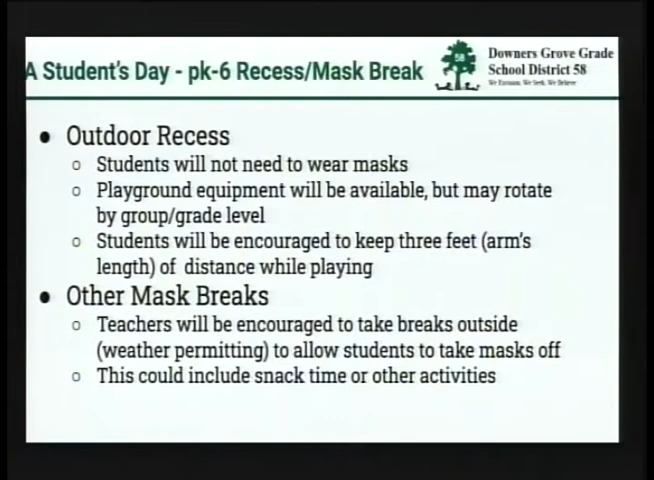 A Student's Day - pk-6 Recess/Mask Break
58
Downers Grove Grade
School District 58
We Envision, We Seek, We Believe
● Outdoor Recess
○ Students will not need to wear masks
○ Playground equipment will be available, but may rotate
by group/grade level
○ Students will be encouraged to keep three feet (arm's
length) of distance while playing
● Other Mask Breaks
○ Teachers will be encouraged to take breaks outside
(weather permitting) to allow students to take masks off
○ This could include snack time or other activities